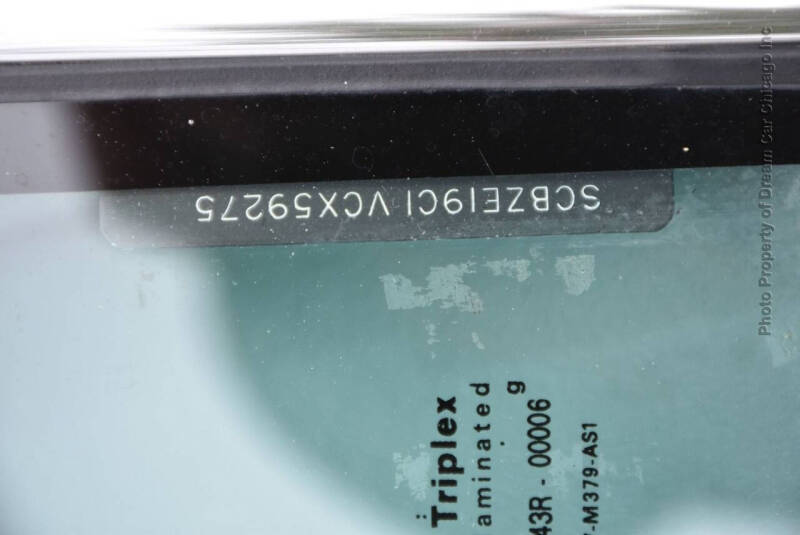 SCBZE19C1VCX59275
Triplex
aminated
43R - 00006 g
-M379-AS1
Photo Property of Dream Car Chicago Inc